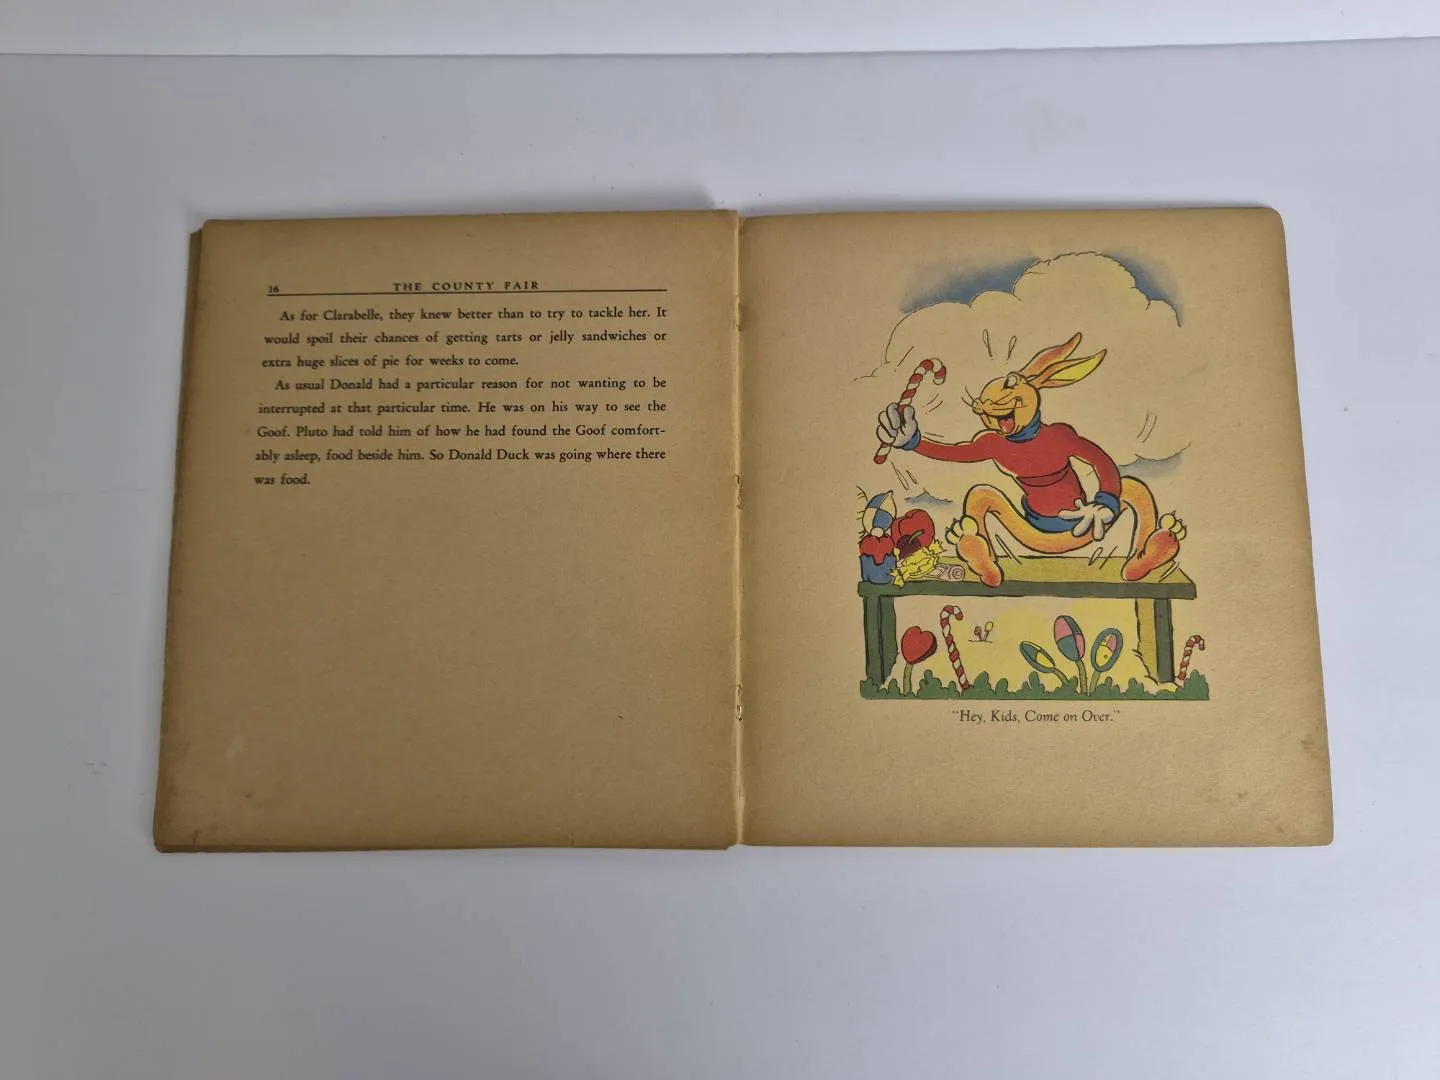 16 THE COUNTY FAIR
As for Clarabelle, they knew better than to try to tackle her. It
would spoil their chances of getting tarts or jelly sandwiches or
extra huge slices of pie for weeks to come.
As usual Donald had a particular reason for not wanting to be
interrupted at that particular time. He was on his way to see the
Goof. Pluto had told him of how he had found the Goof comfort-
ably asleep, food beside him. So Donald Duck was going where there
was food.
"Hey, Kids, Come on Over."